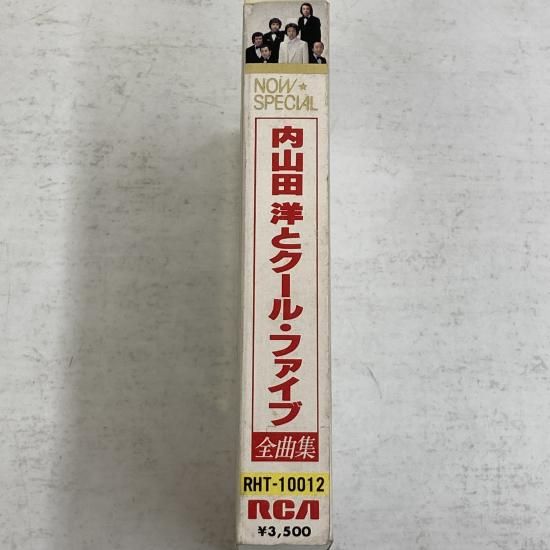 NOW★
SPECIAL
内山田 洋とクール・ファイブ
全曲集
RHT-10012
RCA
¥3,500